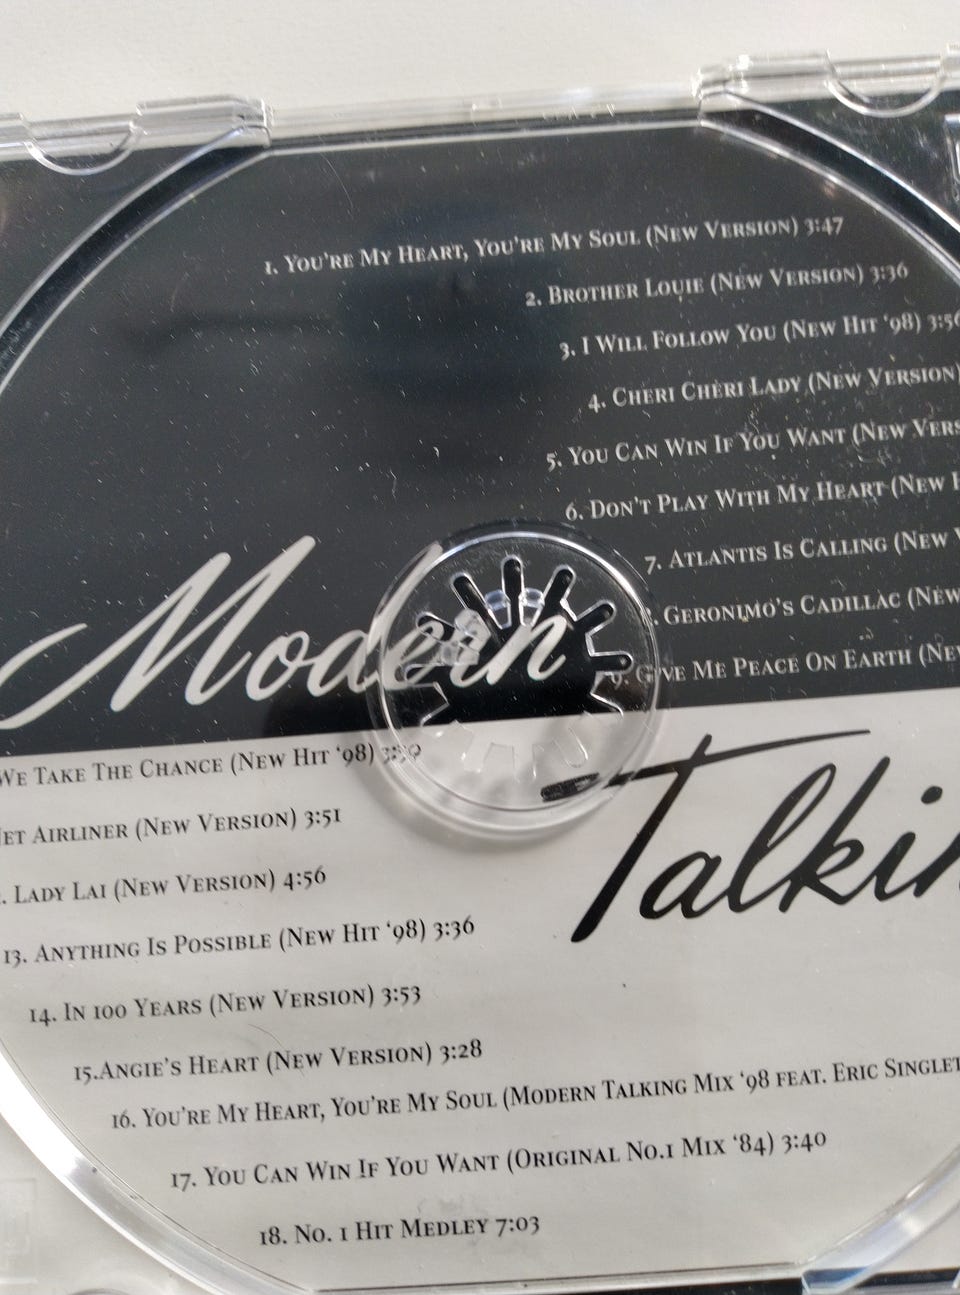 1. You're My Heart, You're My Soul (New Version) 3:47
2. Brother Louie (New Version) 3:36
3. I Will Follow You (New Hit '98) 3:56
4. Cheri Cheri Lady (New Version)
5. You Can Win If You Want (New Vers
6. Don't Play With My Heart (New
7. Atlantis Is Calling (New
. Geronimo's Cadillac (New
9. Give Me Peace On Earth (New
Modern
Talkin
We Take The Chance (New Hit '98)
Jet Airliner (New Version) 3:51
. Lady Lai (New Version) 4:56
13. Anything Is Possible (New Hit '98) 3:36
14. In 100 Years (New Version) 3:53
15.Angie's Heart (New Version) 3:28
16. You're My Heart, You're My Soul (Modern Talking Mix '98 feat. Eric Singlet
17. You Can Win If You Want (Original No.1 Mix '84) 3:40
18. No. 1 Hit Medley 7:03